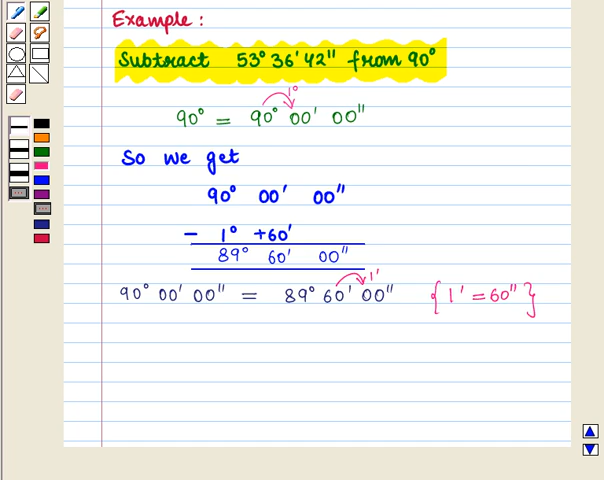 Example :
Subtract 53° 36' 42" from 90°
1°
90° = 90° 00' 00"
So we get
90° 00' 00"
- 1° +60'
89° 60' 00"
1'
90° 00' 00" = 89° 60' 00" {1' = 60"}